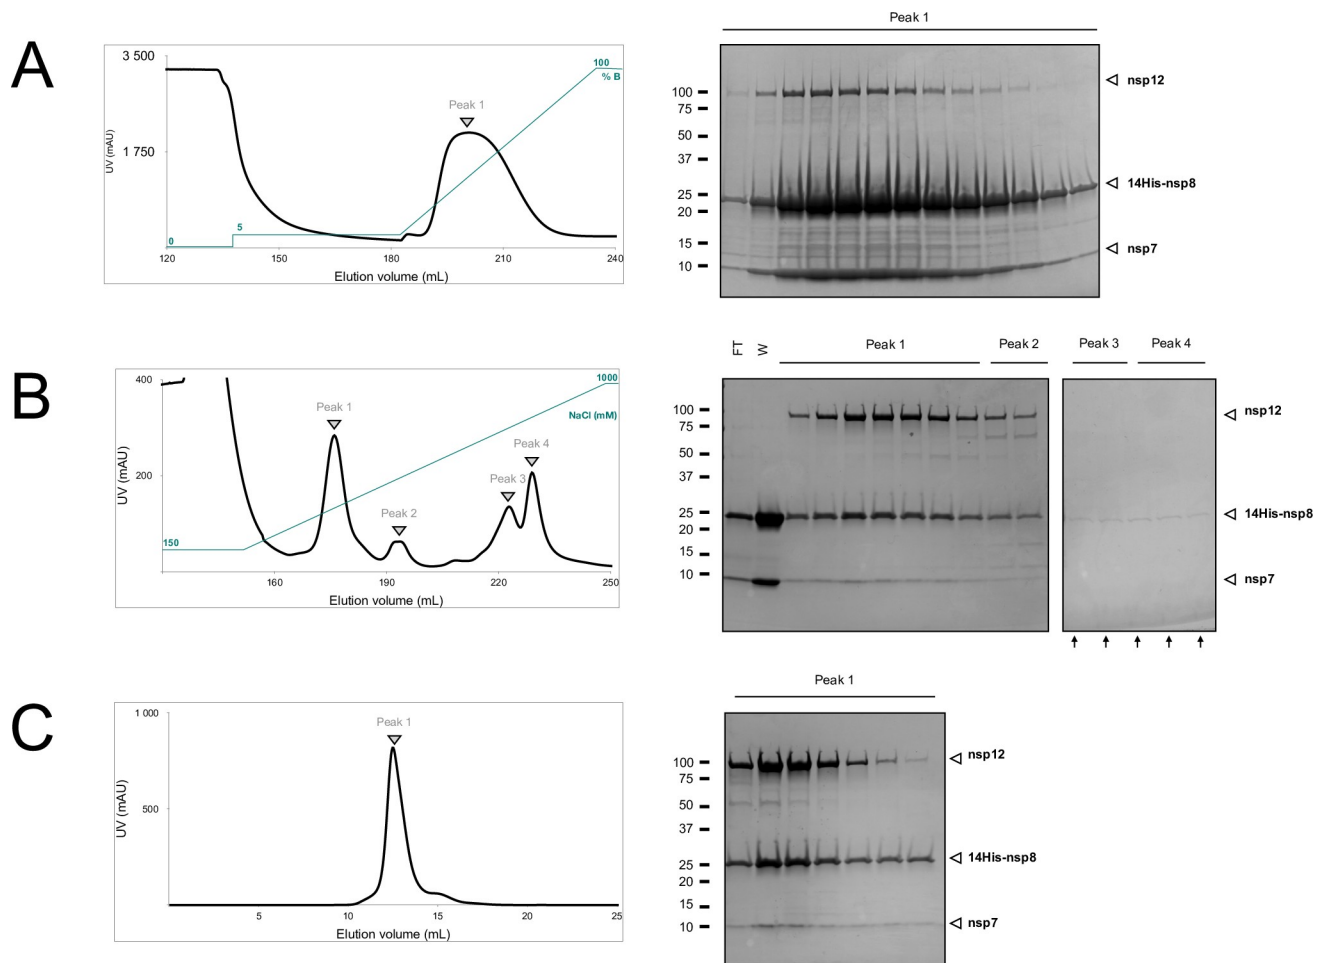 A
3 500
1 750
UV (mAU)
0
5
100
% B
Peak 1
120
150
180
210
240
Elution volume (mL)
Peak 1
100
75
50
37
25
20
15
10
nsp12
14His-nsp8
nsp7
B
400
200
UV (mAU)
150
1000
NaCl (mM)
Peak 1
Peak 2
Peak 3
Peak 4
160
190
220
250
Elution volume (mL)
FT
W
Peak 1
Peak 2
Peak 3
Peak 4
100
75
50
37
25
20
15
10
nsp12
14His-nsp8
nsp7
C
1 000
500
UV (mAU)
Peak 1
5
10
15
20
25
Elution volume (mL)
Peak 1
100
75
50
37
25
20
15
10
nsp12
14His-nsp8
nsp7